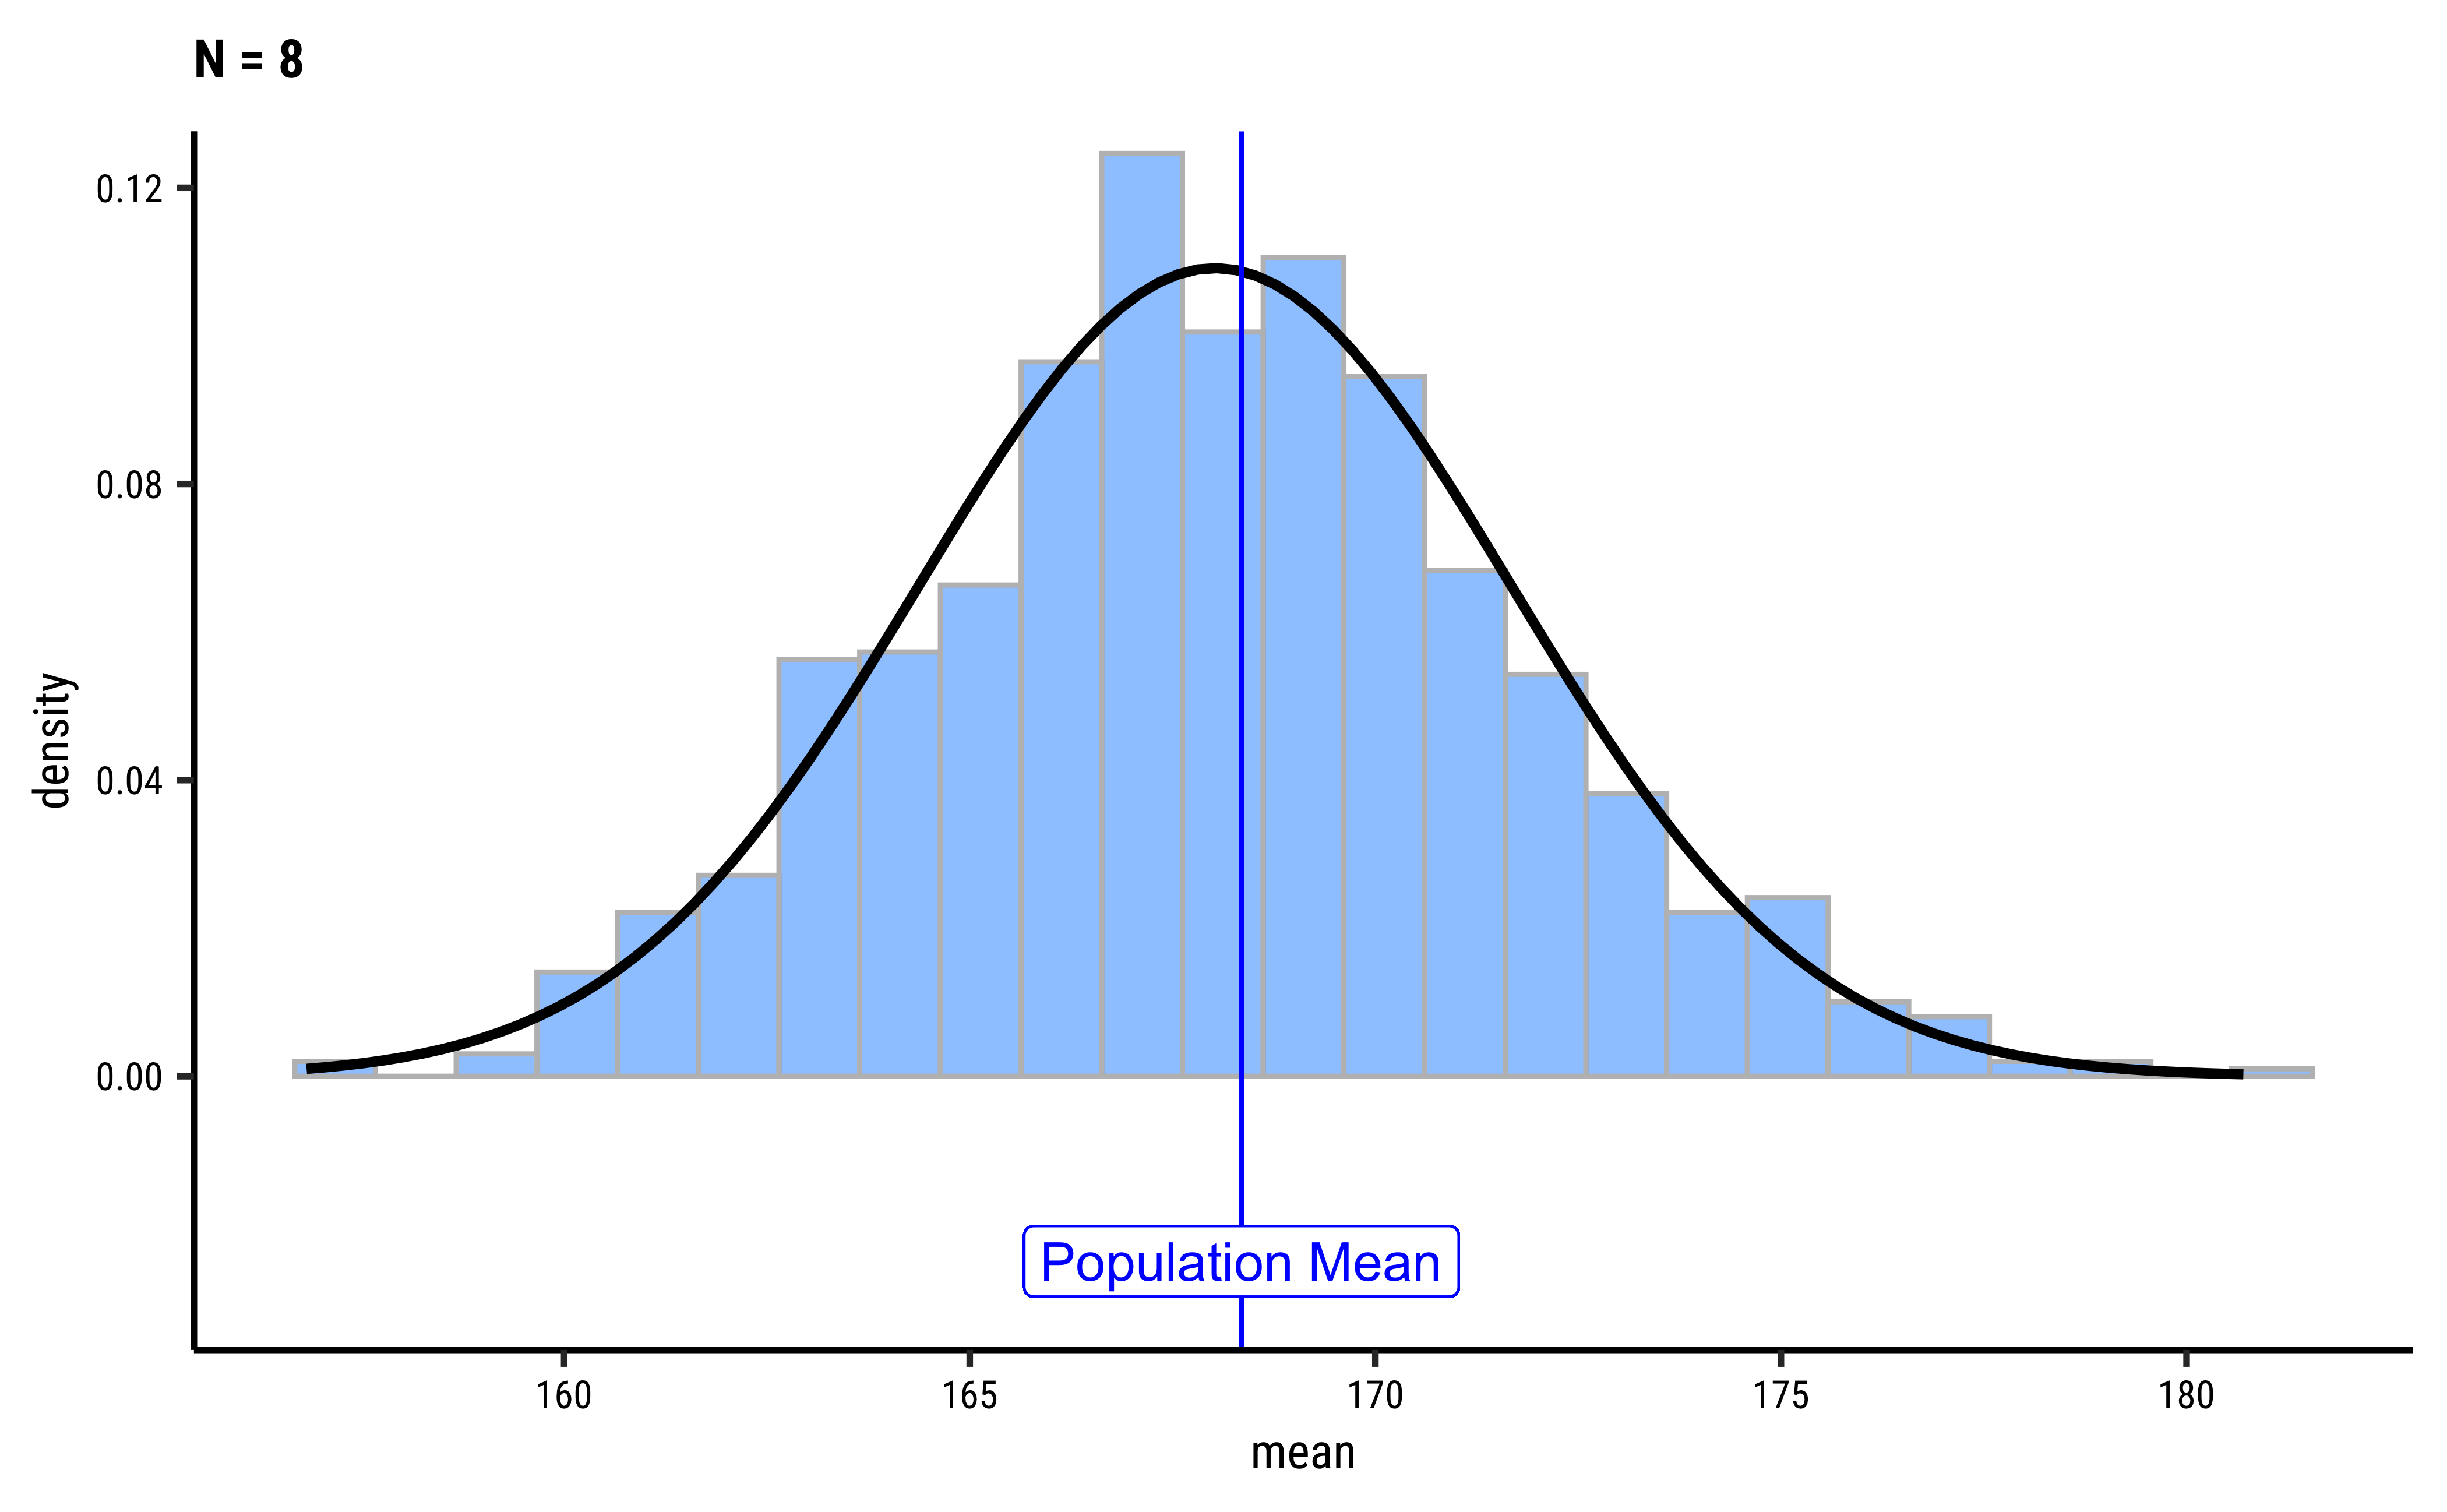 N = 8
density
0.12
0.08
0.04
0.00
Population Mean
160 165 170 175 180
mean